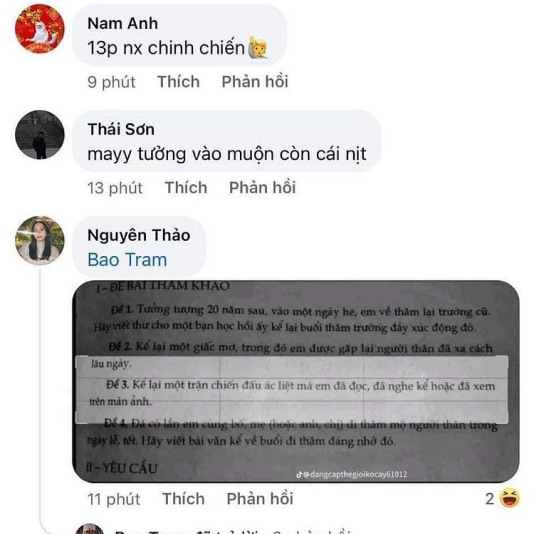 Nam Anh
13p nx chinh chiến🙋‍♂️
9 phút Thích Phản hồi
Thái Sơn
mayy tưởng vào muộn còn cái nịt
13 phút Thích Phản hồi
Nguyên Thảo
Bao Tram
I - ĐỀ BÀI THAM KHẢO
Đề 1. Tưởng tượng 20 năm sau, vào một ngày hè, em về thăm lại trường cũ.
Hãy viết thư cho một bạn học hồi ấy kể lại buổi thăm trường đầy xúc động đó.
Đề 2. Kể lại một giấc mơ, trong đó em được gặp lại người thân đã xa cách
lâu ngày.
Đề 3. Kể lại một trận chiến đấu ác liệt mà em đã đọc, đã nghe kể hoặc đã xem
trên màn ảnh.
Đề 4. Đã có lần em cùng bố, mẹ (hoặc anh, chị) đi thăm mộ người thân trong
ngày lễ, tết. Hãy viết bài văn kể về buổi đi thăm đáng nhớ đó.
II - YÊU CẦU
@dangcapthegioikocay61012
11 phút Thích Phản hồi 2